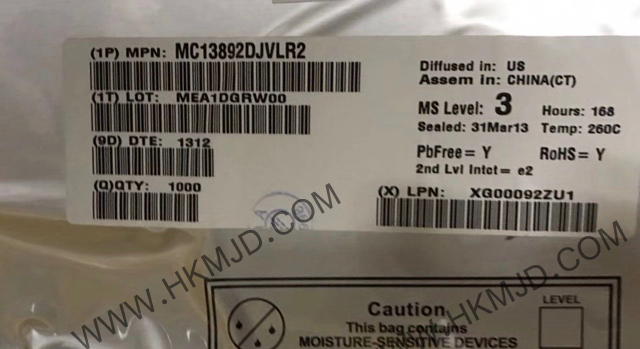 (1P) MPN: MC13892DJVLR2
Diffused in: US
Assem in: CHINA(CT)
(1T) LOT: MEA1DGRW00
MS Level: 3 Hours: 168
Sealed: 31Mar13 Temp: 260C
(9D) DTE: 1312
PbFree= Y RoHS= Y
2nd Lvl Intct= e2
(Q)QTY: 1000
(X) LPN: XG00092ZU1
WWW.HKMJD.COM
WWW.HKMJD.COM
Caution
This bag contains
MOISTURE-SENSITIVE DEVICES
LEVEL